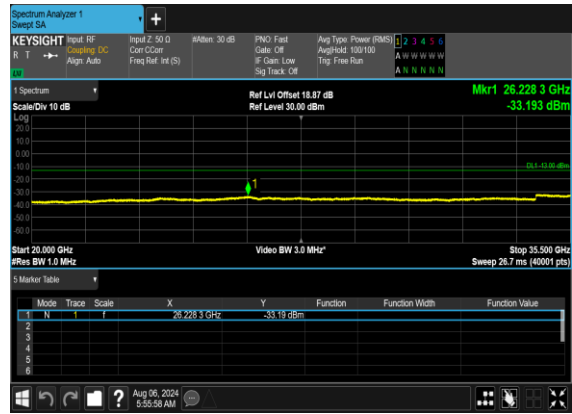 Spectrum Analyzer 1
Swept SA
KEYSIGHT Input: RF Input Z: 50 Ω #Atten: 30 dB PNO: Fast Avg Type: Power (RMS) 1 2 3 4 5 6
R T Coupling: DC Corr CCorr Gate: Off Avg|Hold: 100/100 A W W W W W
Align: Auto Freq Ref: Int (S) IF Gain: Low Trig: Free Run
Sig Track: Off A N N N N N
1 Spectrum Ref Lvl Offset 18.87 dB Mkr1 26.228 3 GHz
Scale/Div 10 dB Ref Level 30.00 dBm -33.193 dBm
Log
20.0
10.0
0.00
-10.0 DL1 -13.00 dBm
-20.0
-30.0 1
-40.0
-50.0
-60.0
Start 20.000 GHz Video BW 3.0 MHz* Stop 35.500 GHz
#Res BW 1.0 MHz Sweep 26.7 ms (40001 pts)
5 Marker Table
Mode Trace Scale X Y Function Function Width Function Value
1 N 1 f 26.228 3 GHz -33.19 dBm
2
3
4
5
6
? Aug 06, 2024
5:55:58 AM